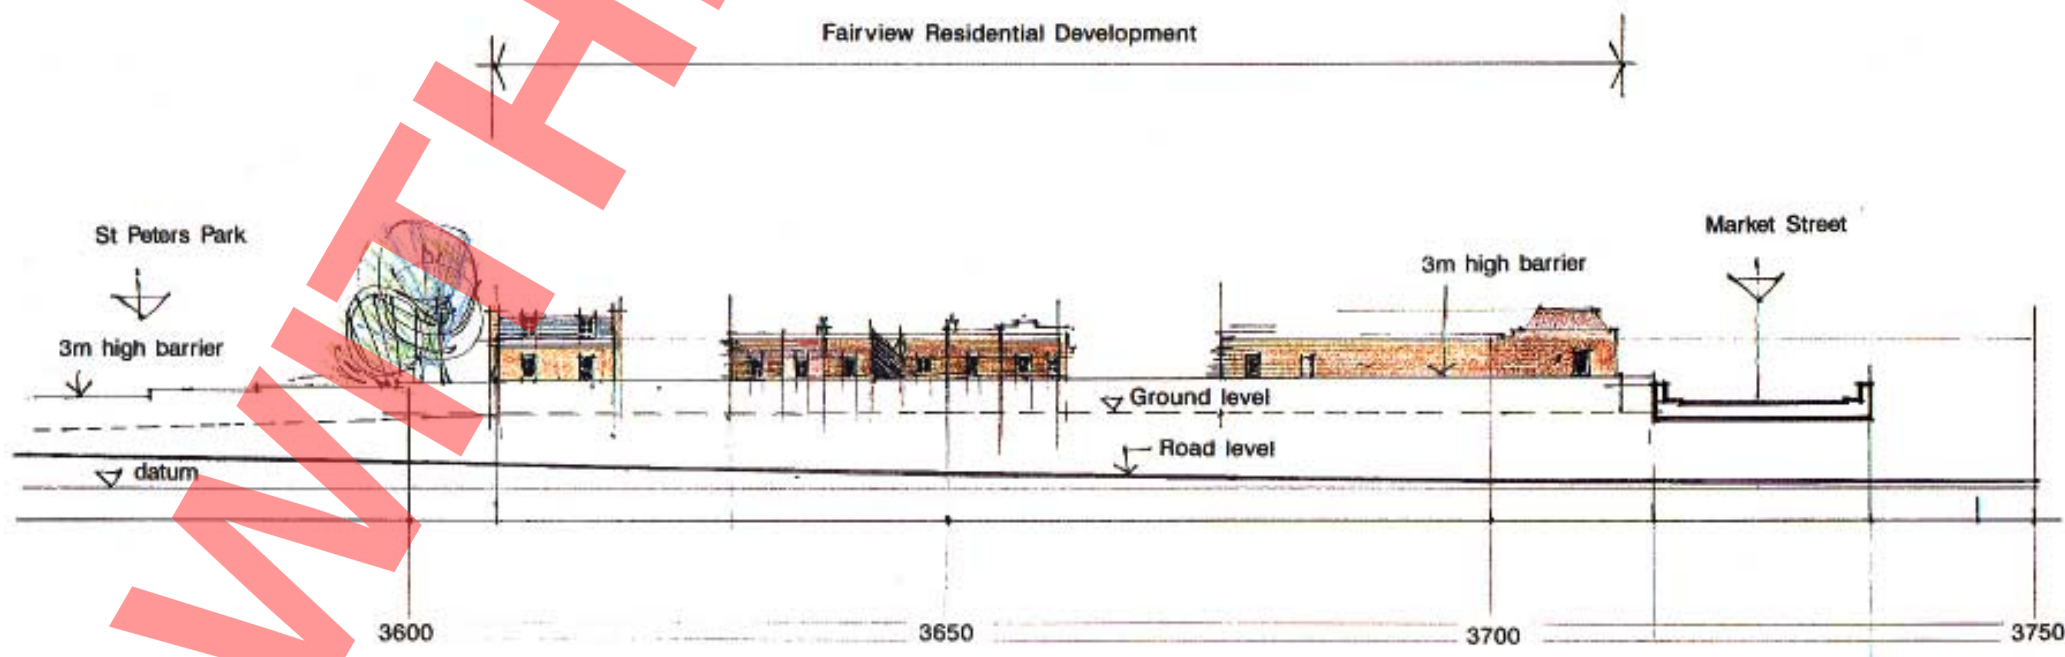 Fairview Residential Development
St Peters Park
Market Street
3m high barrier
3m high barrier
Ground level
Road level
datum
3600
3650
3700
3750
WITH